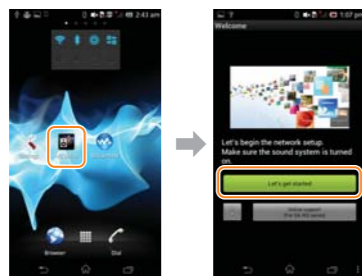 2:43 am
Browser
Dial
1:07 pm
Welcome
Let's begin the network setup.
Make sure the sound system is turned
on.
Let's get started
Online support